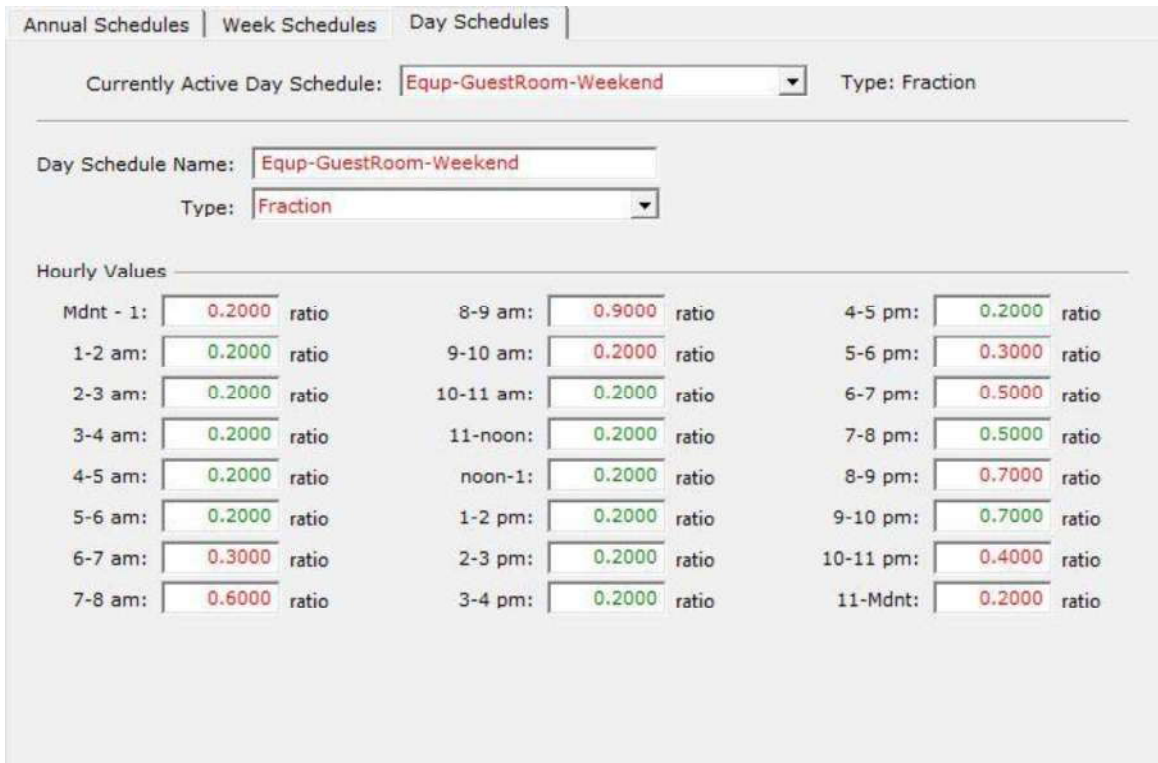 Annual Schedules Week Schedules Day Schedules
Currently Active Day Schedule: Equp-GuestRoom-Weekend Type: Fraction
Day Schedule Name: Equp-GuestRoom-Weekend
Type: Fraction
Hourly Values
Mdnt - 1: 0.2000 ratio 8-9 am: 0.9000 ratio 4-5 pm: 0.2000 ratio
1-2 am: 0.2000 ratio 9-10 am: 0.2000 ratio 5-6 pm: 0.3000 ratio
2-3 am: 0.2000 ratio 10-11 am: 0.2000 ratio 6-7 pm: 0.5000 ratio
3-4 am: 0.2000 ratio 11-noon: 0.2000 ratio 7-8 pm: 0.5000 ratio
4-5 am: 0.2000 ratio noon-1: 0.2000 ratio 8-9 pm: 0.7000 ratio
5-6 am: 0.2000 ratio 1-2 pm: 0.2000 ratio 9-10 pm: 0.7000 ratio
6-7 am: 0.3000 ratio 2-3 pm: 0.2000 ratio 10-11 pm: 0.4000 ratio
7-8 am: 0.6000 ratio 3-4 pm: 0.2000 ratio 11-Mdnt: 0.2000 ratio